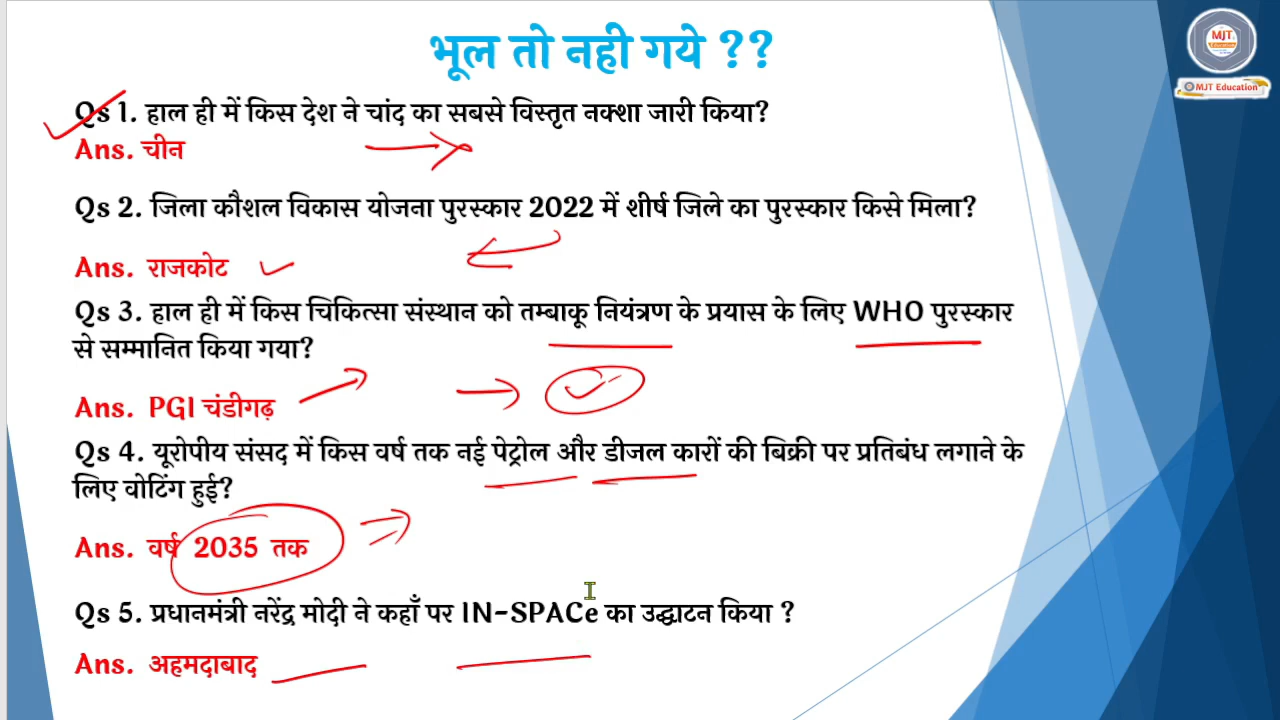 भूल तो नही गये ??
MJT
Education
MJT Education
Qs 1. हाल ही में किस देश ने चांद का सबसे विस्तृत नक्शा जारी किया?
Ans. चीन
Qs 2. जिला कौशल विकास योजना पुरस्कार 2022 में शीर्ष जिले का पुरस्कार किसे मिला?
Ans. राजकोट
Qs 3. हाल ही में किस चिकित्सा संस्थान को तम्बाकू नियंत्रण के प्रयास के लिए WHO पुरस्कार
से सम्मानित किया गया?
Ans. PGI चंडीगढ़
Qs 4. यूरोपीय संसद में किस वर्ष तक नई पेट्रोल और डीजल कारों की बिक्री पर प्रतिबंध लगाने के
लिए वोटिंग हुई?
Ans. वर्ष 2035 तक
Qs 5. प्रधानमंत्री नरेंद्र मोदी ने कहाँ पर IN-SPACe का उद्घाटन किया ?
Ans. अहमदाबाद